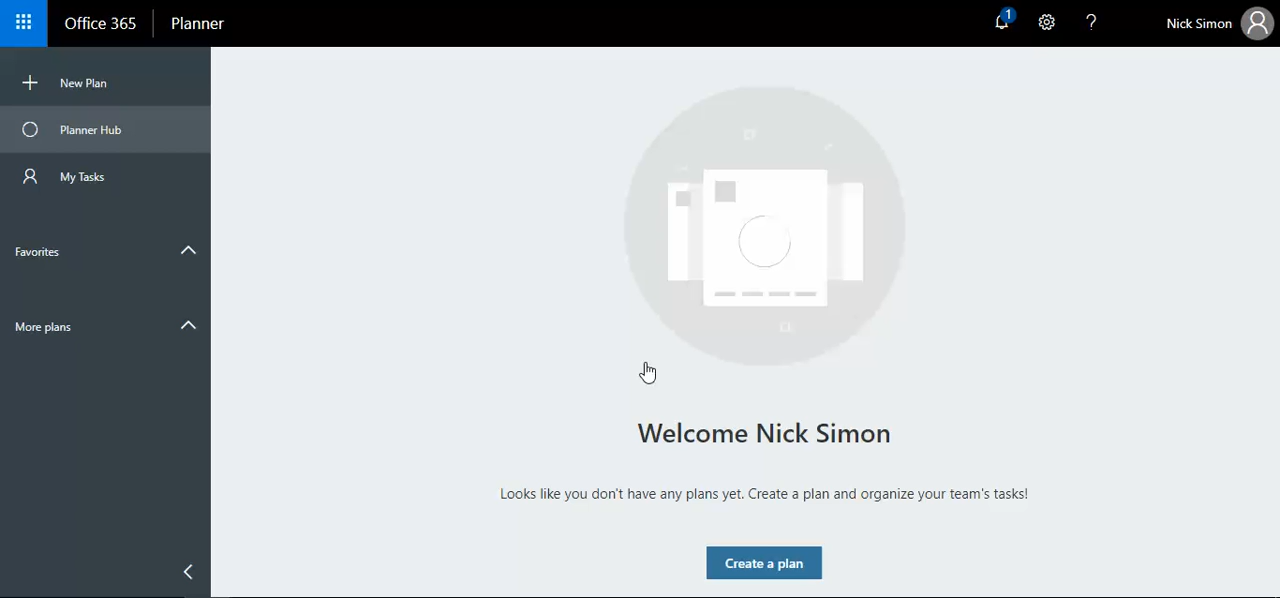 Office 365
Planner
1
?
Nick Simon
New Plan
Planner Hub
My Tasks
Favorites
More plans
Welcome Nick Simon
Looks like you don't have any plans yet. Create a plan and organize your team's tasks!
Create a plan